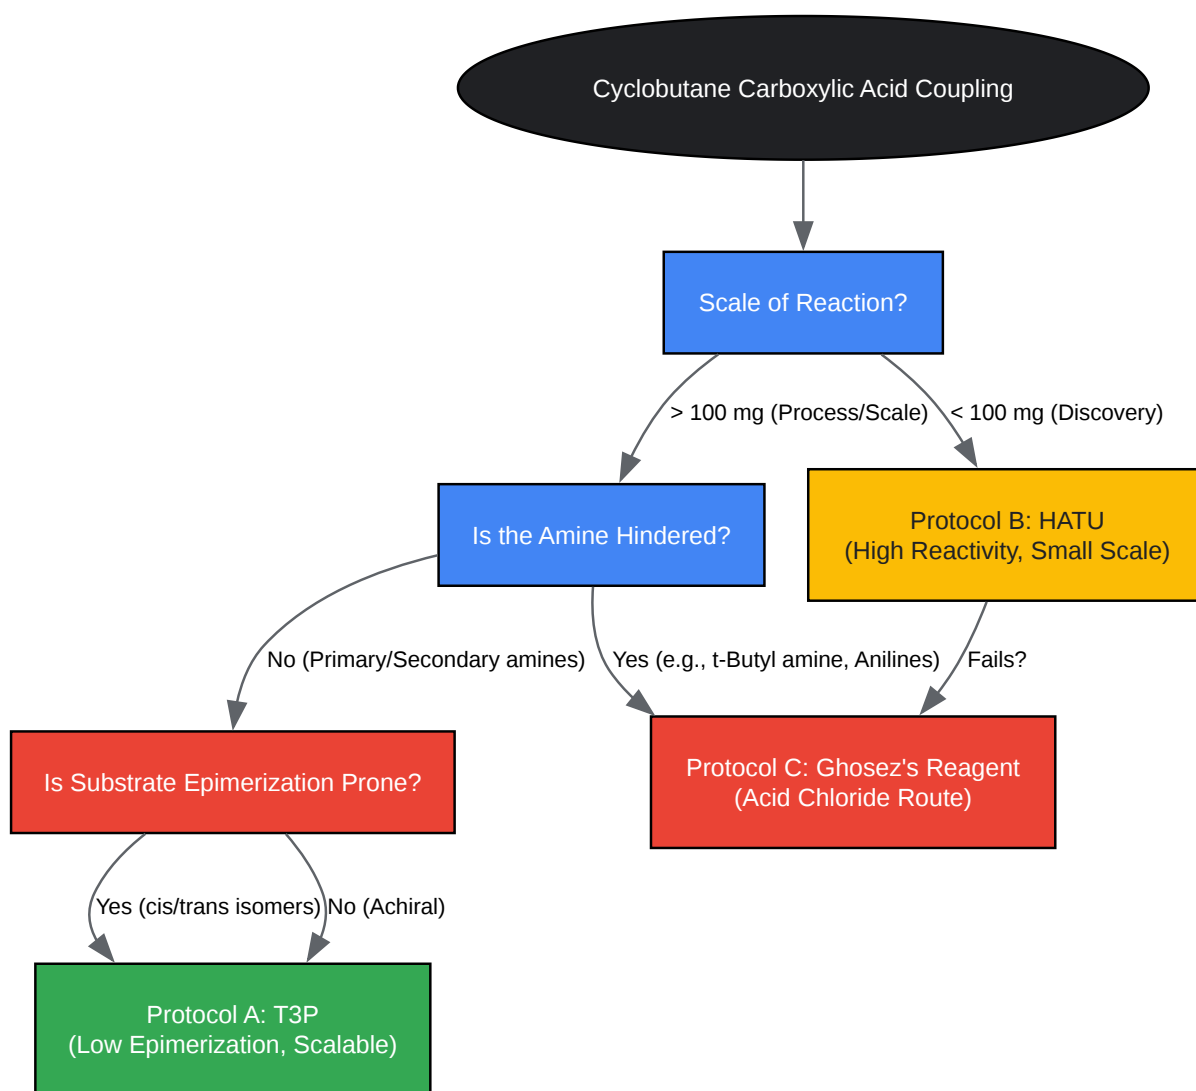 Cyclobutane Carboxylic Acid Coupling
Scale of Reaction?
> 100 mg (Process/Scale)
< 100 mg (Discovery)
Is the Amine Hindered?
Protocol B: HATU
(High Reactivity, Small Scale)
No (Primary/Secondary amines)
Yes (e.g., t-Butyl amine, Anilines)
Fails?
Is Substrate Epimerization Prone?
Protocol C: Ghosez's Reagent
(Acid Chloride Route)
Yes (cis/trans isomers)
No (Achiral)
Protocol A: T3P
(Low Epimerization, Scalable)